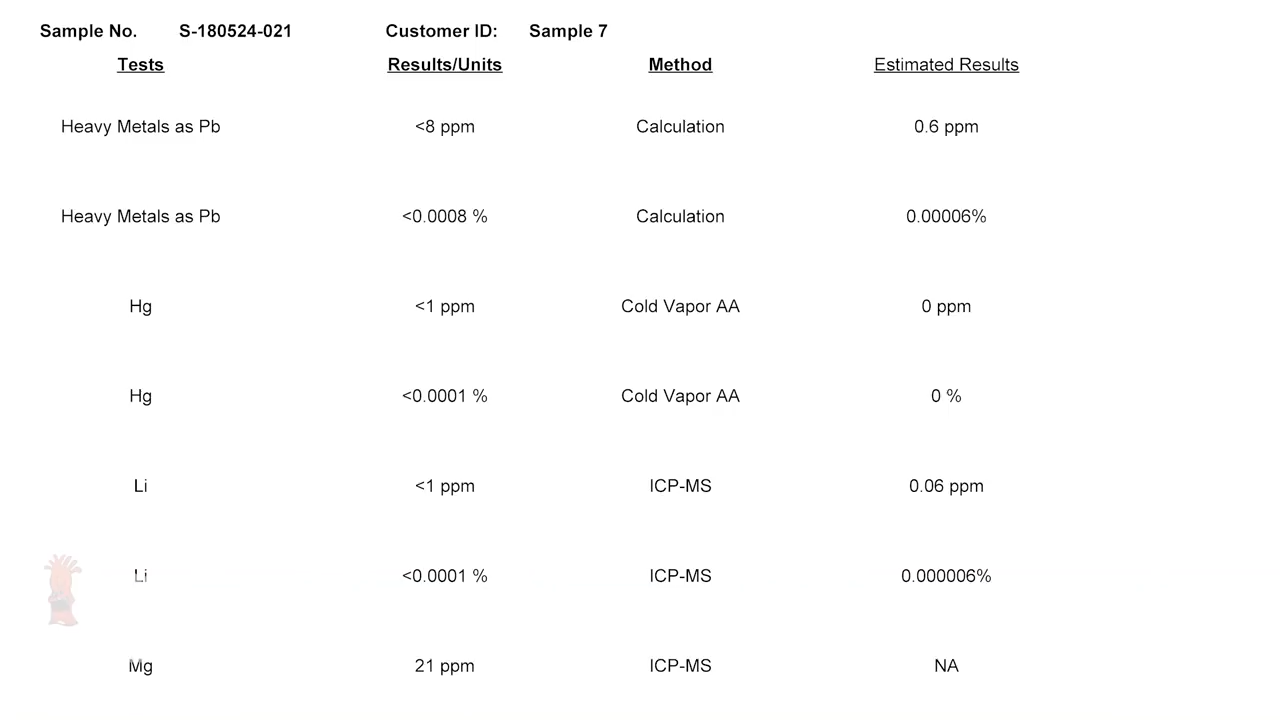 Sample No. S-180524-021 Customer ID: Sample 7
Tests Results/Units Method Estimated Results
Heavy Metals as Pb <8 ppm Calculation 0.6 ppm
Heavy Metals as Pb <0.0008 % Calculation 0.00006%
Hg <1 ppm Cold Vapor AA 0 ppm
Hg <0.0001 % Cold Vapor AA 0 %
Li <1 ppm ICP-MS 0.06 ppm
Li <0.0001 % ICP-MS 0.000006%
Mg 21 ppm ICP-MS NA